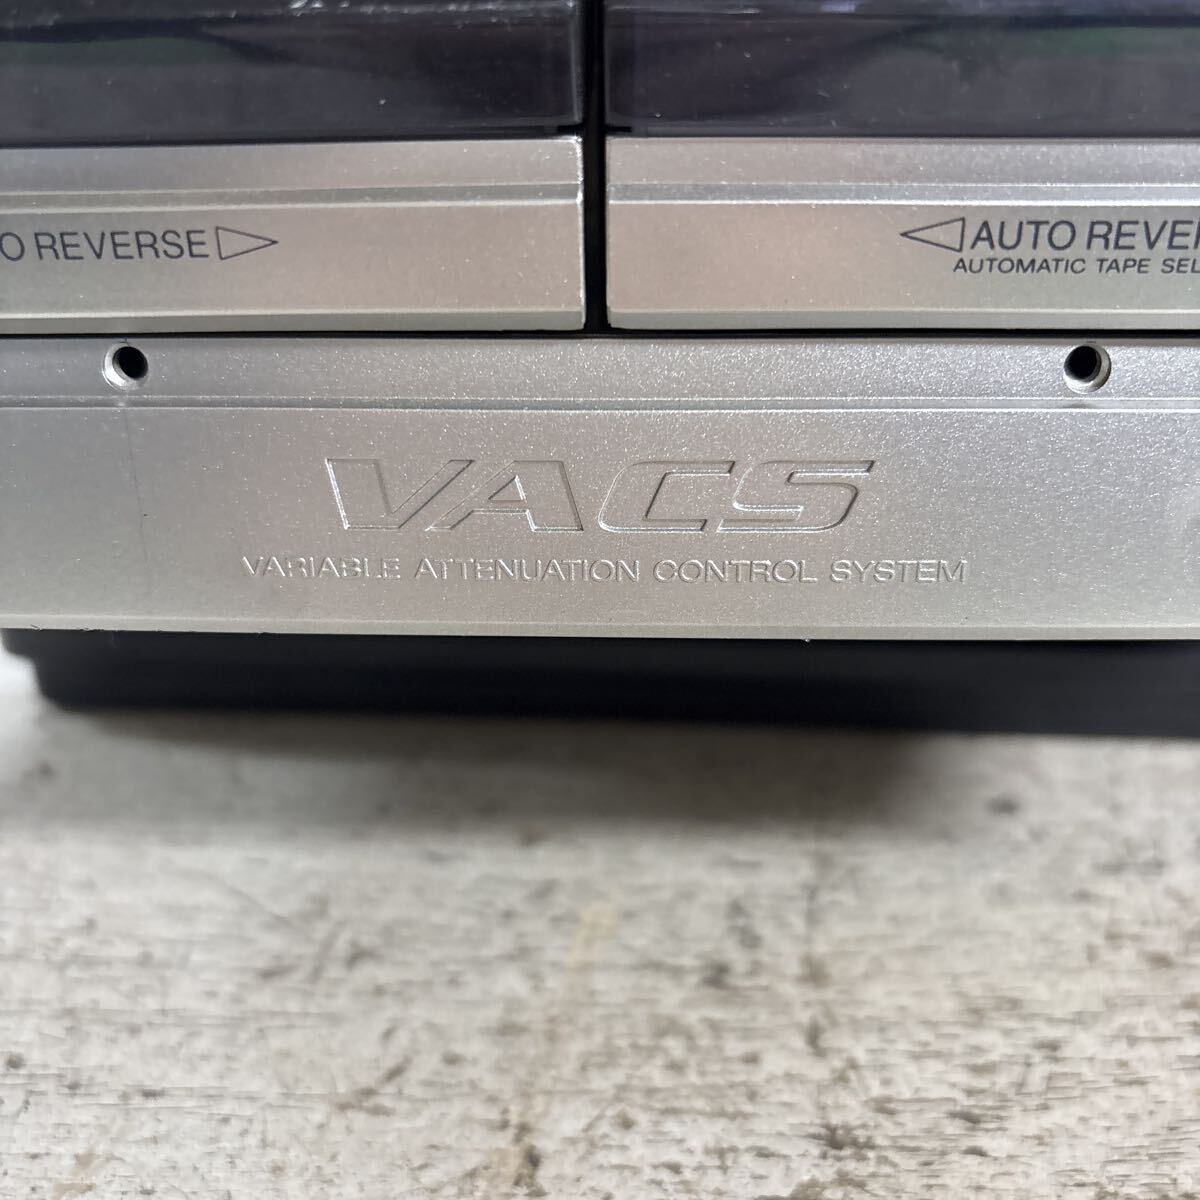 O REVERSE
AUTO REVER
AUTOMATIC TAPE SEL
VACS
VARIABLE ATTENUATION CONTROL SYSTEM